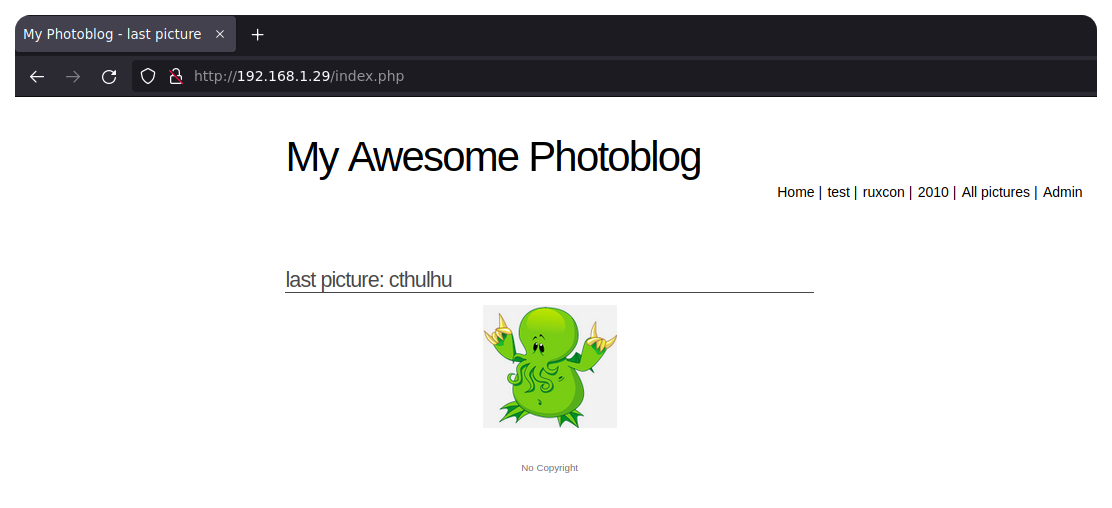 My Photoblog - last picture
http://192.168.1.29/index.php
My Awesome Photoblog
Home | test | ruxcon | 2010 | All pictures | Admin
last picture: cthulhu
No Copyright